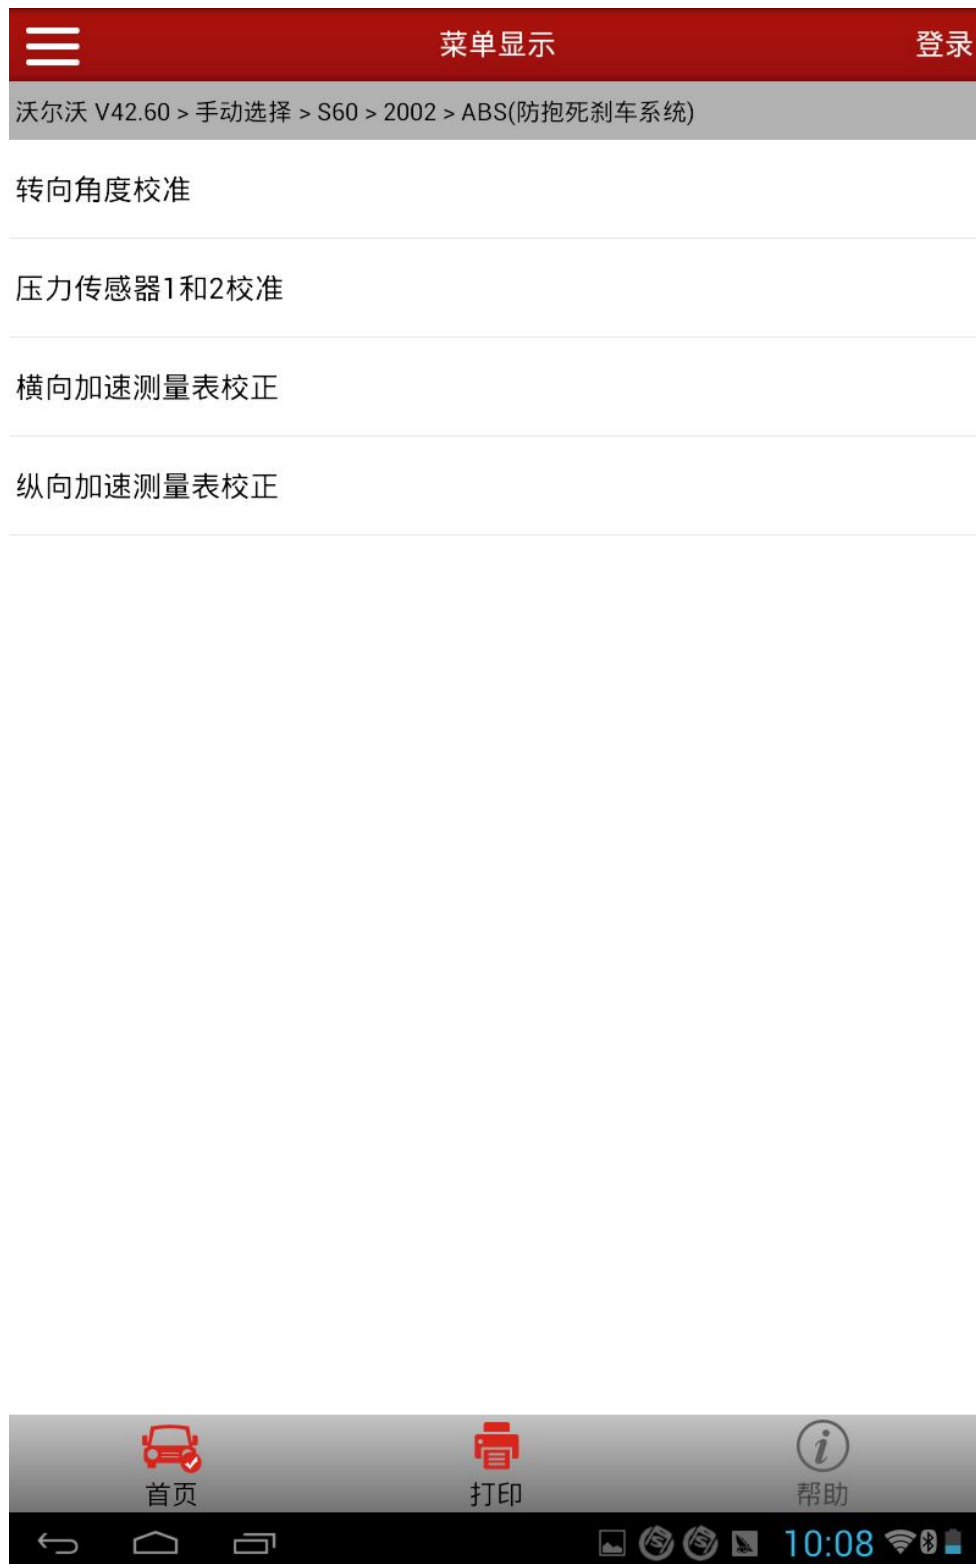 菜单显示
登录
沃尔沃 V42.60 > 手动选择 > S60 > 2002 > ABS(防抱死刹车系统)
转向角度校准
压力传感器1和2校准
横向加速测量表校正
纵向加速测量表校正
首页
打印
帮助
10:08